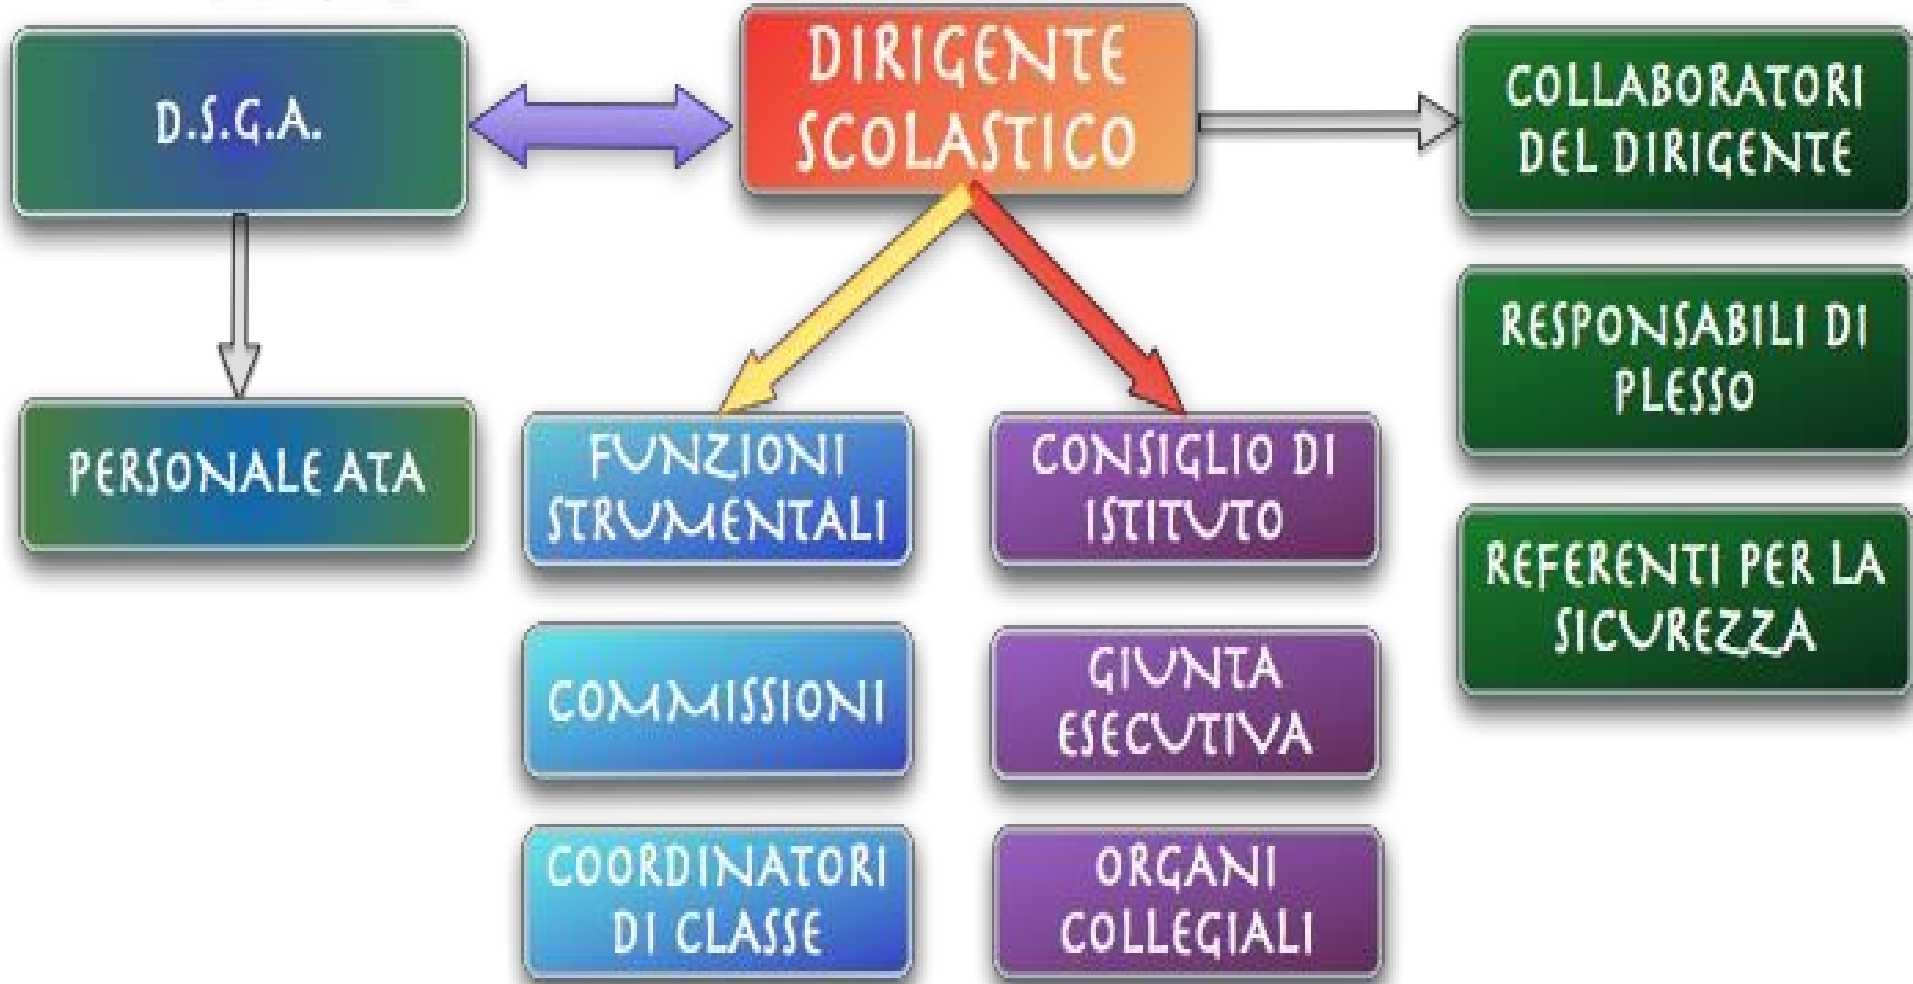 D.S.G.A.
DIRIGENTE
SCOLASTICO
COLLABORATORI
DEL DIRIGENTE
RESPONSABILI DI
PLESSO
REFERENTI PER LA
SICUREZZA
PERSONALE ATA
FUNZIONI
STRUMENTALI
COMMISSIONI
COORDINATORI
DI CLASSE
CONSIGLIO DI
ISTITUTO
GIUNTA
ESECUTIVA
ORGANI
COLLEGIALI